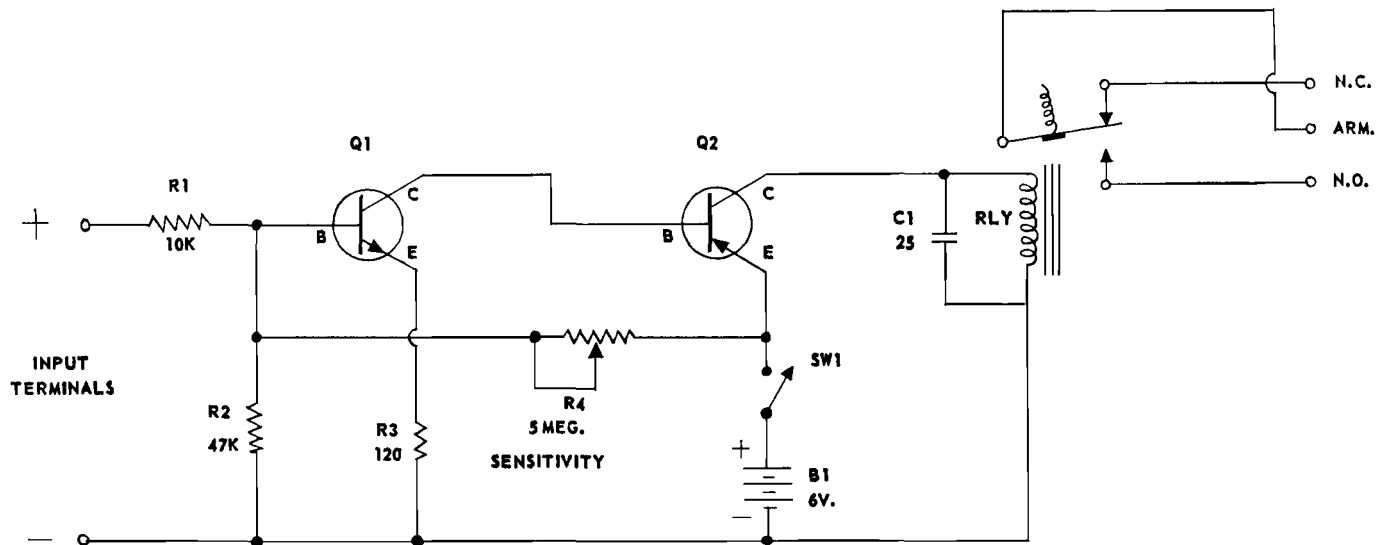 N.C.
ARM.
N.O.
Q1
Q2
R1
10K
+
B
C
E
B
C
E
C1
25
RLY
INPUT
TERMINALS
R2
47K
R3
120
R4
5 MEG.
SENSITIVITY
SW1
+
B1
6V.
−
−